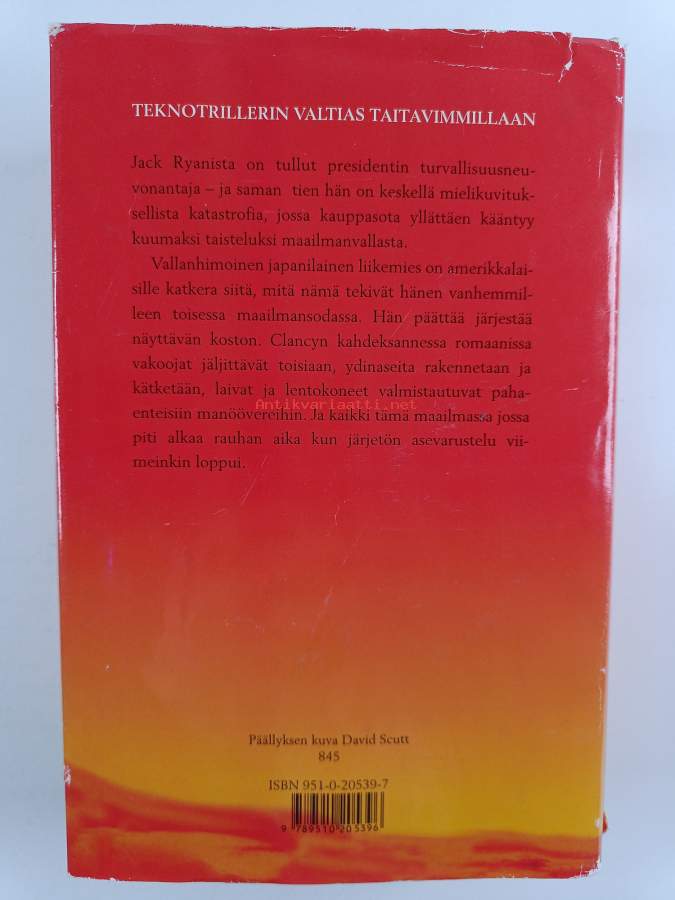 TEKNOTRILLERIN VALTIAS TAITAVIMMILLAAN
Jack Ryanista on tullut presidentin turvallisuusneu-
vonantaja – ja saman tien hän on keskellä mielikuvituk-
sellista katastrofia, jossa kauppasota yllättäen kääntyy
kuumaksi taisteluksi maailmanvallasta.
Vallanhimoinen japanilainen liikemies on amerikkalai-
sille katkera siitä, mitä nämä tekivät hänen vanhemmil-
leen toisessa maailmansodassa. Hän päättää järjestää
näyttävän koston. Clancyn kahdeksannessa romaanissa
vakoojat jäljittävät toisiaan, ydinaseita rakennetaan ja
kätketään, laivat ja lentokoneet valmistautuvat paha-
Antikvariaatti.net
enteisiin manöövereihin. Ja kaikki tämä maailmassa jossa
piti alkaa rauhan aika kun järjetön asevarustelu vii-
meinkin loppui.
Päällyksen kuva David Scutt
845
ISBN 951-0-20539-7
9 789510 205396